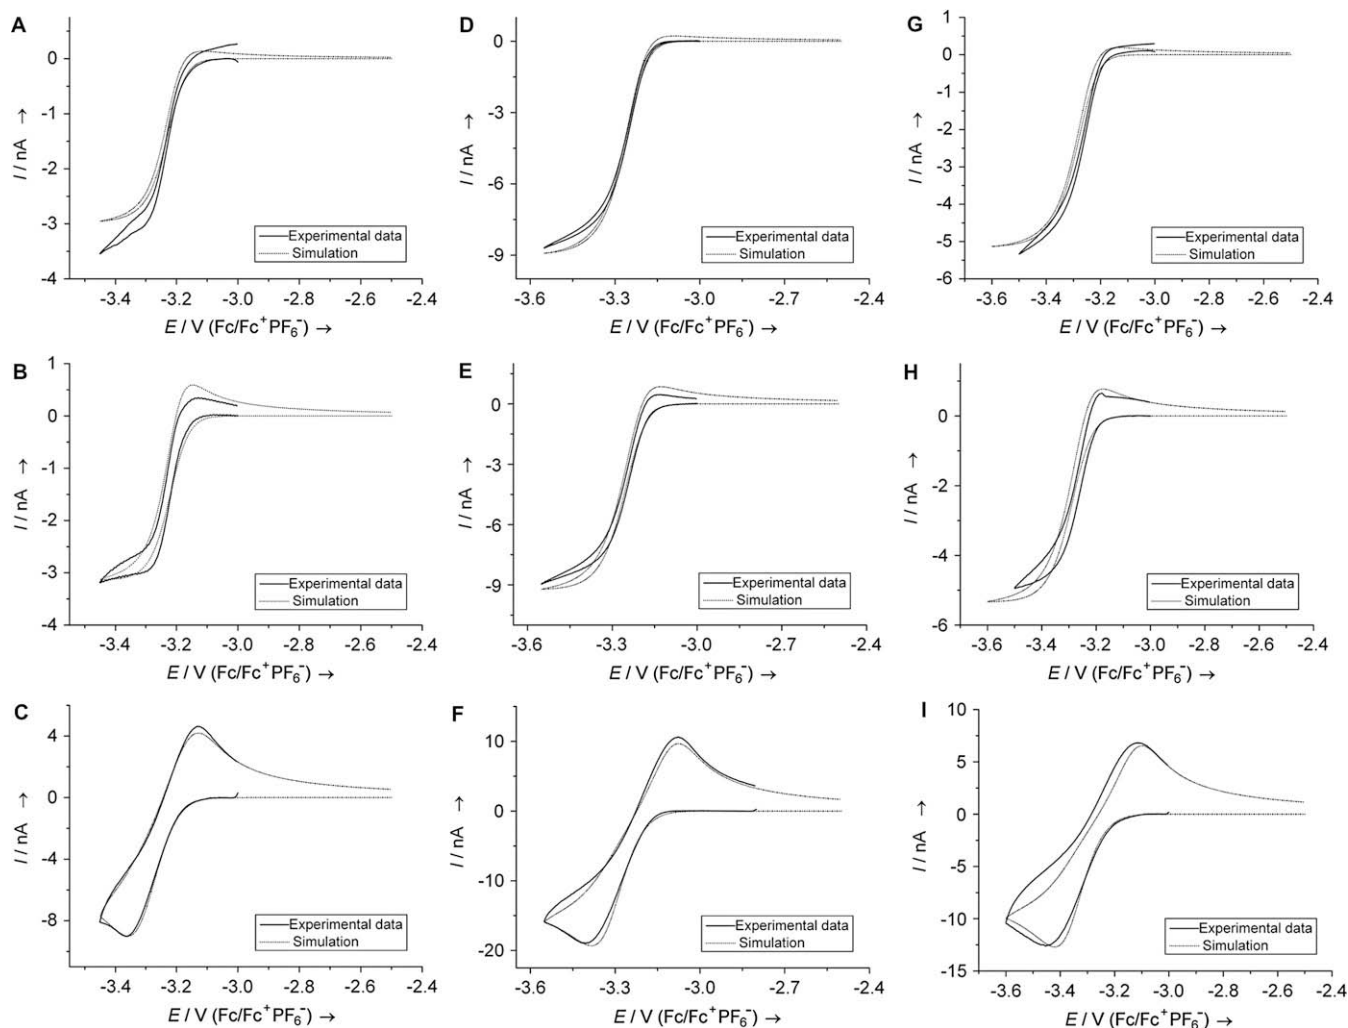 A
0
-1
-2
-3
-4
-3.4 -3.2 -3.0 -2.8 -2.6 -2.4
I / nA →
E / V (Fc/Fc⁺PF₆⁻) →
Experimental data
Simulation
D
0
-3
-6
-9
-3.6 -3.3 -3.0 -2.7 -2.4
I / nA →
E / V (Fc/Fc⁺PF₆⁻) →
Experimental data
Simulation
G
1
0
-1
-2
-3
-4
-5
-6
-3.6 -3.4 -3.2 -3.0 -2.8 -2.6 -2.4
I / nA →
E / V (Fc/Fc⁺PF₆⁻) →
Experimental data
Simulation
B
1
0
-1
-2
-3
-4
-3.4 -3.2 -3.0 -2.8 -2.6 -2.4
I / nA →
E / V (Fc/Fc⁺PF₆⁻) →
Experimental data
Simulation
E
0
-3
-6
-9
-3.6 -3.3 -3.0 -2.7 -2.4
I / nA →
E / V (Fc/Fc⁺PF₆⁻) →
Experimental data
Simulation
H
0
-2
-4
-6
-3.6 -3.4 -3.2 -3.0 -2.8 -2.6 -2.4
I / nA →
E / V (Fc/Fc⁺PF₆⁻) →
Experimental data
Simulation
C
4
0
-4
-8
-3.4 -3.2 -3.0 -2.8 -2.6 -2.4
I / nA →
E / V (Fc/Fc⁺PF₆⁻) →
Experimental data
Simulation
F
10
0
-10
-20
-3.6 -3.3 -3.0 -2.7 -2.4
I / nA →
E / V (Fc/Fc⁺PF₆⁻) →
Experimental data
Simulation
I
10
5
0
-5
-10
-15
-3.6 -3.4 -3.2 -3.0 -2.8 -2.6 -2.4
I / nA →
E / V (Fc/Fc⁺PF₆⁻) →
Experimental data
Simulation